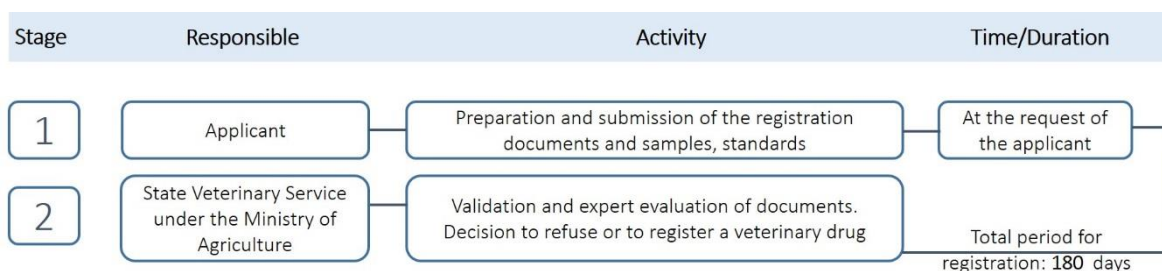 Stage Responsible Activity Time/Duration
1
Applicant
Preparation and submission of the registration
documents and samples, standards
At the request of
the applicant
2
State Veterinary Service
under the Ministry of
Agriculture
Validation and expert evaluation of documents.
Decision to refuse or to register a veterinary drug
Total period for
registration: 180 days